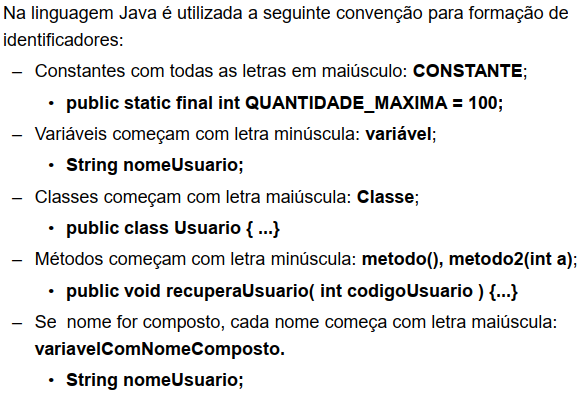 Na linguagem Java é utilizada a seguinte convenção para formação de
identificadores:
– Constantes com todas as letras em maiúsculo: CONSTANTE;
• public static final int QUANTIDADE_MAXIMA = 100;
– Variáveis começam com letra minúscula: variável;
• String nomeUsuario;
– Classes começam com letra maiúscula: Classe;
• public class Usuario { ...}
– Métodos começam com letra minúscula: metodo(), metodo2(int a);
• public void recuperaUsuario( int codigoUsuario ) {...}
– Se nome for composto, cada nome começa com letra maiúscula:
variavelComNomeComposto.
• String nomeUsuario;